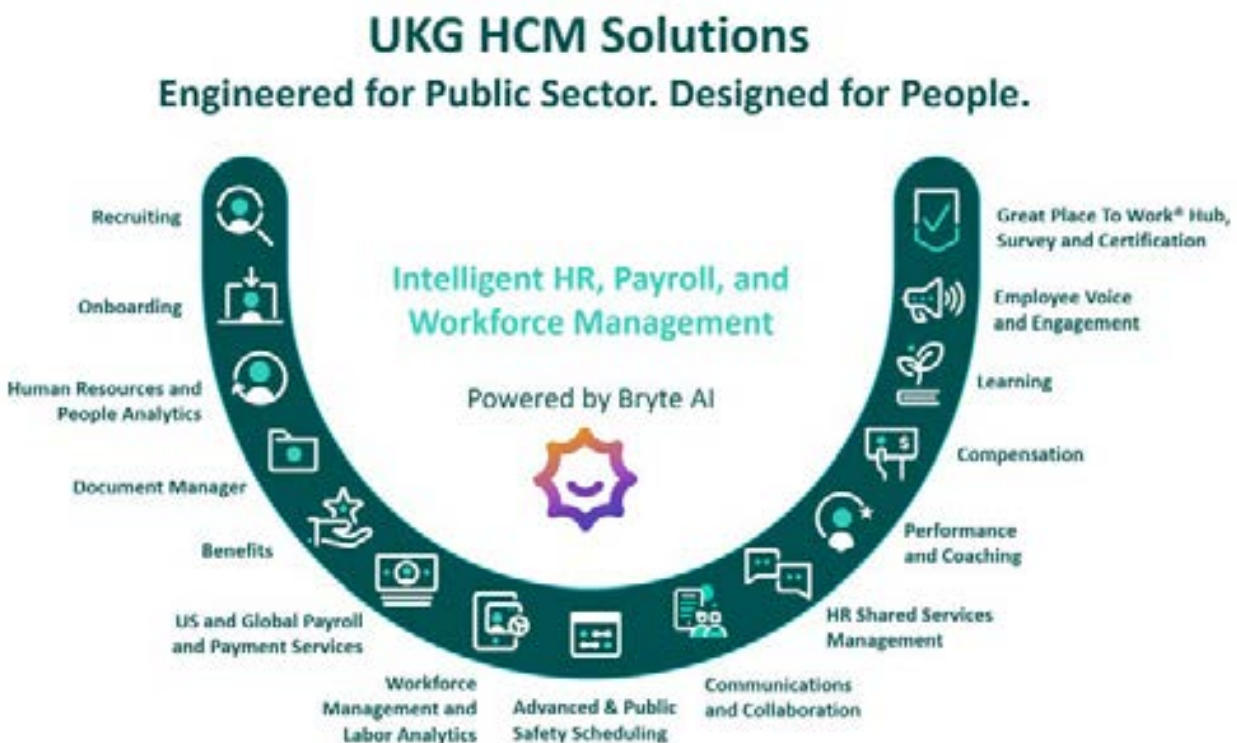 UKG HCM Solutions
Engineered for Public Sector. Designed for People.
Recruiting
Onboarding
Human Resources and
People Analytics
Document Manager
Benefits
US and Global Payroll
and Payment Services
Workforce
Management and
Labor Analytics
Advanced & Public
Safety Scheduling
Communications
and Collaboration
HR Shared Services
Management
Performance
and Coaching
Compensation
Learning
Employee Voice
and Engagement
Great Place To Work® Hub,
Survey and Certification
Intelligent HR, Payroll, and
Workforce Management
Powered by Bryte AI